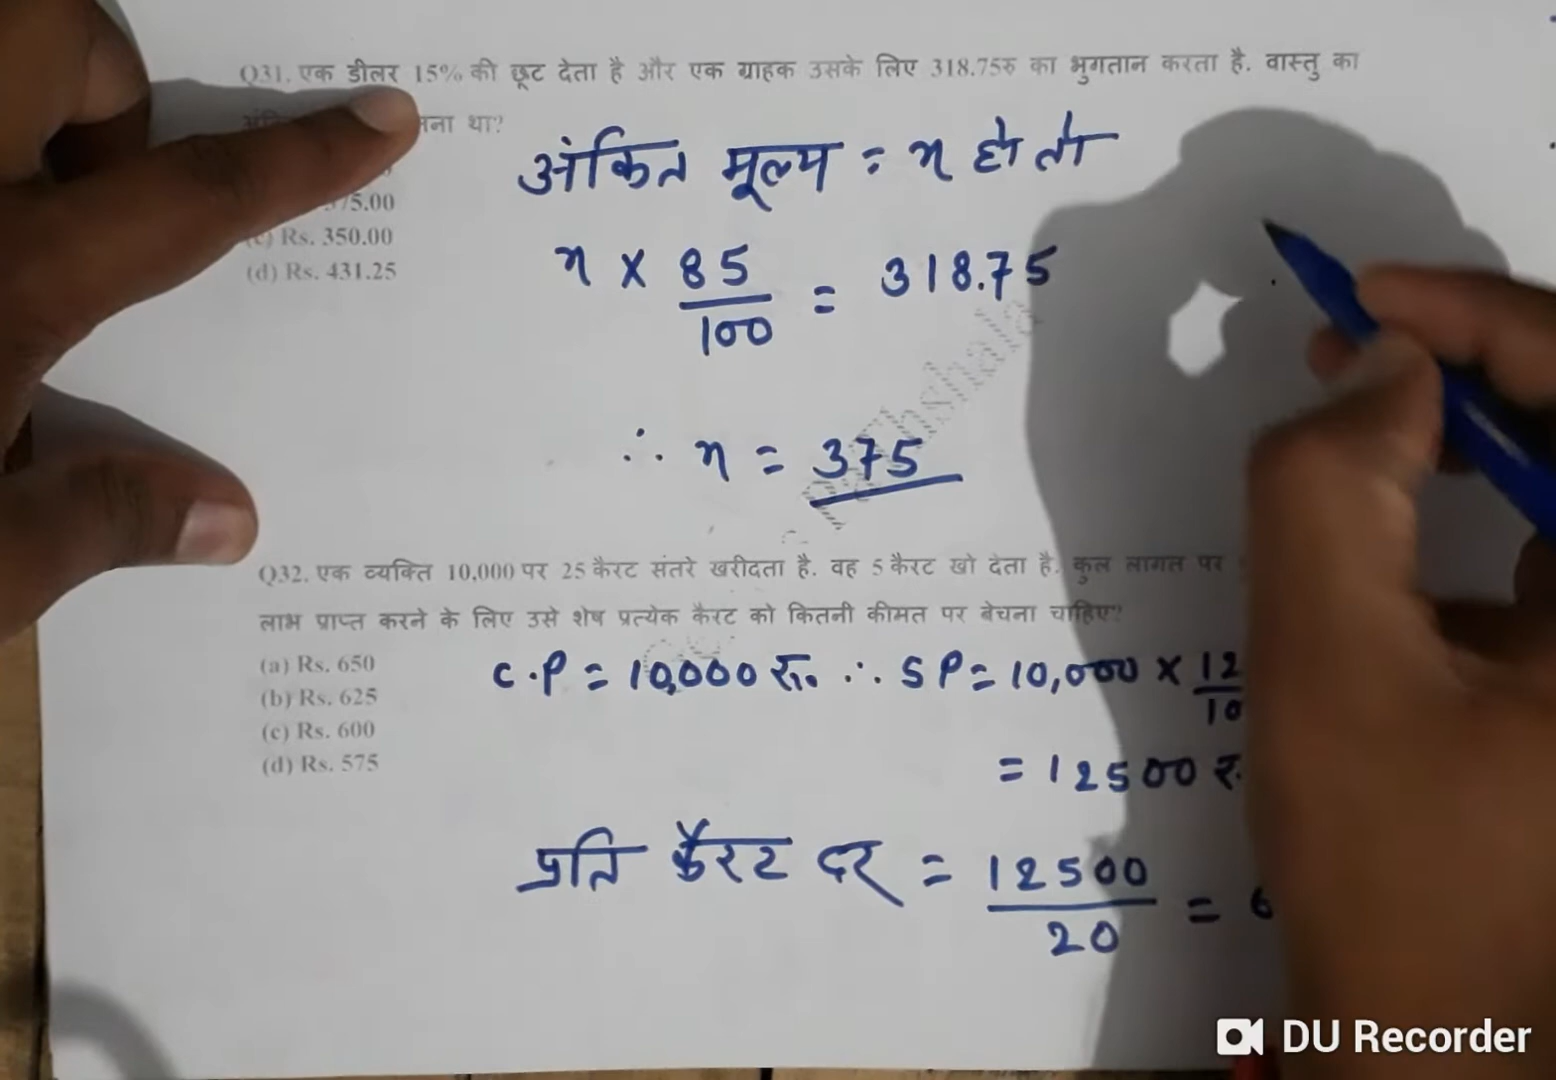 Q31. एक डीलर 15% की छूट देता है और एक ग्राहक उसके लिए 318.75रु का भुगतान करता है. वास्तु का
था?
अंकित मूल्य = x हो तो
75.00
(c) Rs. 350.00
(d) Rs. 431.25
x × 85/100 = 318.75
∴ x = 375
Q32. एक व्यक्ति 10,000 पर 25 कैरट संतरे खरीदता है. वह 5 कैरट खो देता है. कुल लागत पर
लाभ प्राप्त करने के लिए उसे शेष प्रत्येक कैरट को कितनी कीमत पर बेचना चाहिए?
(a) Rs. 650
(b) Rs. 625
(c) Rs. 600
(d) Rs. 575
C.P = 10,000 रु. ∴ SP = 10,000 × 12/10
= 12500 रु.
प्रति कैरट दर = 12500/20 = 6
DU Recorder